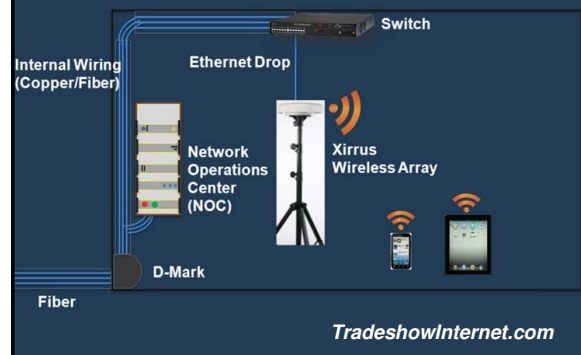 Switch
Internal Wiring
(Copper/Fiber)
Ethernet Drop
Network
Operations
Center
(NOC)
Xirrus
Wireless Array
D-Mark
Fiber
TradeshowInternet.com